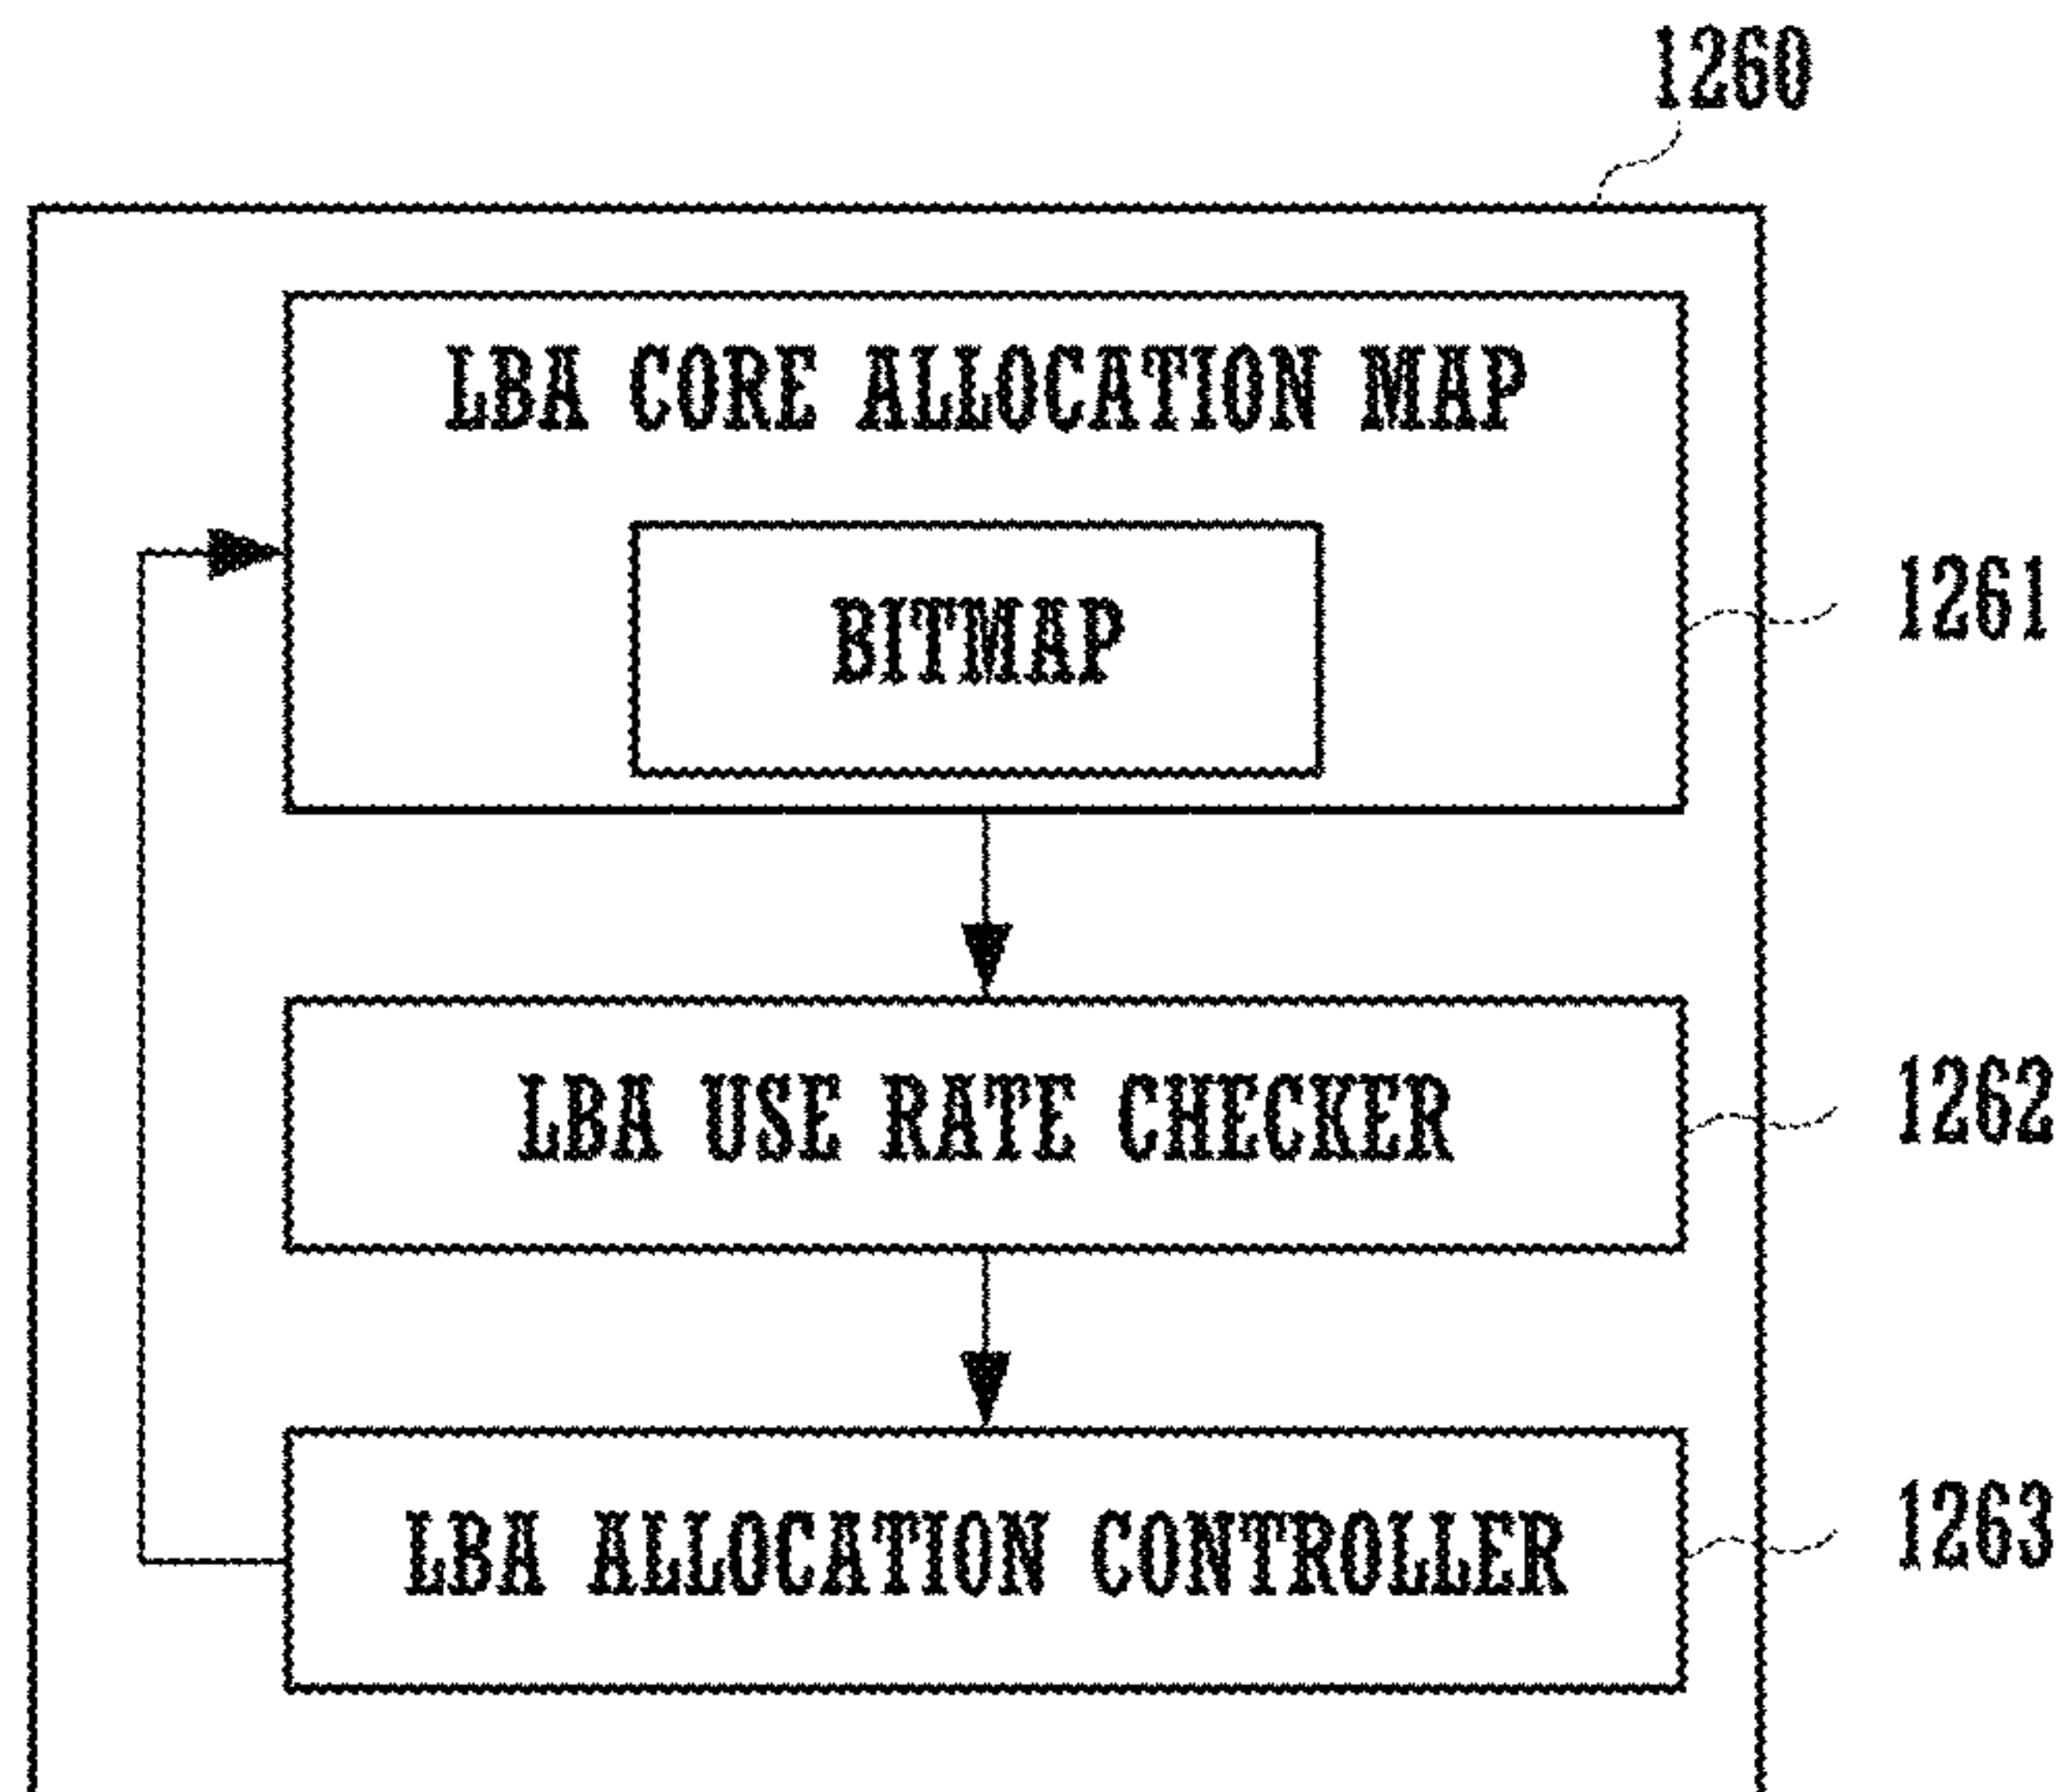 1260
LBA CORE ALLOCATION MAP
BITMAP
1261
LBA USE RATE CHECKER
1262
LBA ALLOCATION CONTROLLER
1263